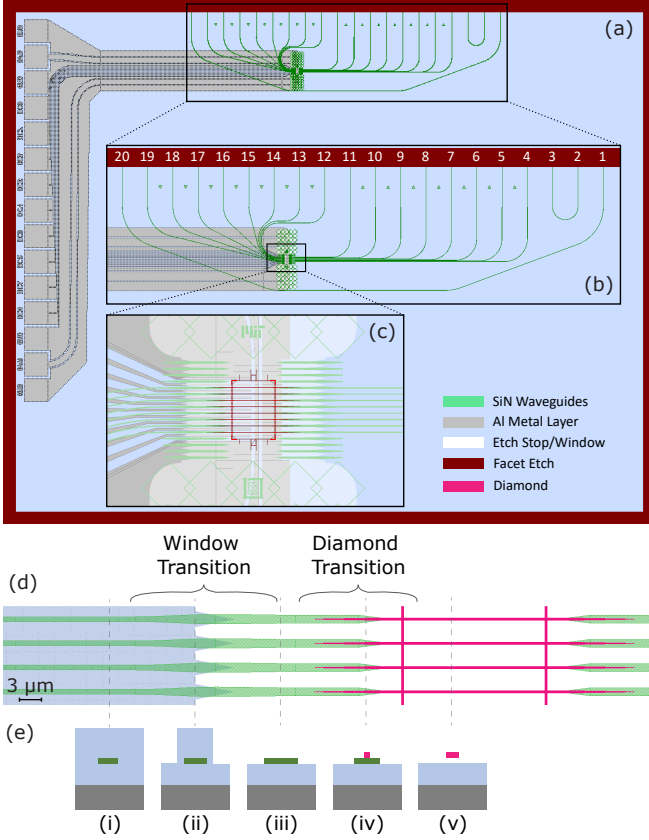 (a)
20 19 18 17 16 15 14 13 12 11 10 9 8 7 6 5 4 3 2 1
(b)
(c)
MIT
SiN Waveguides
Al Metal Layer
Etch Stop/Window
Facet Etch
Diamond
Window Transition
Diamond Transition
(d)
3 μm
(e)
(i) (ii) (iii) (iv) (v)